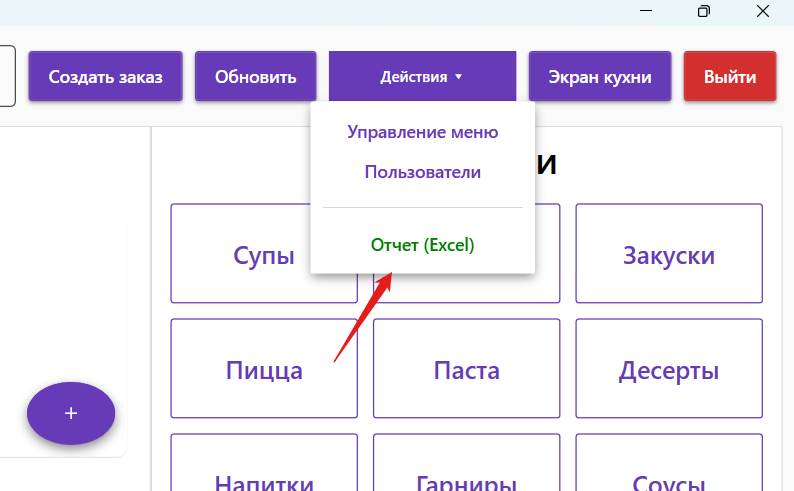 Создать заказ
Обновить
Действия
Экран кухни
Выйти
Управление меню
Пользователи
Отчет (Excel)
и
Супы
Закуски
Пицца
Паста
Десерты
+
Напитки
Гарниры
Соусы